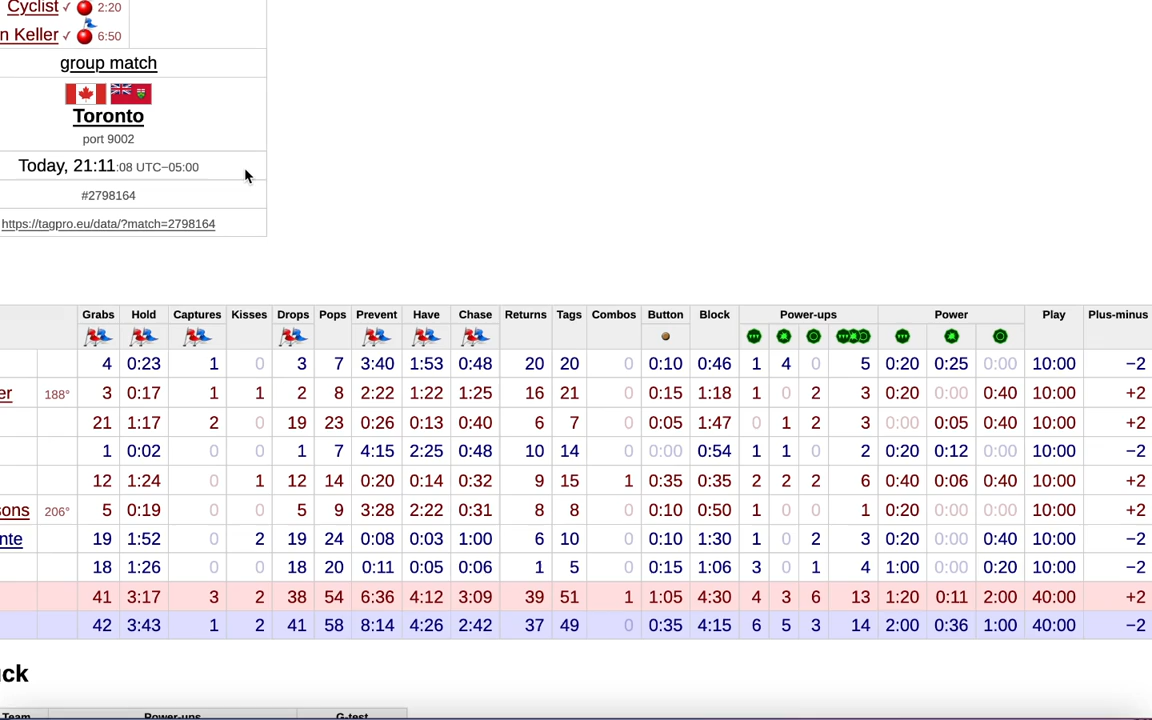 Cyclist ✓ 2:20
n Keller ✓ 6:50
group match
Toronto
port 9002
Today, 21:11:08 UTC−05:00
#2798164
https://tagpro.eu/data/?match=2798164
Grabs Hold Captures Kisses Drops Pops Prevent Have Chase Returns Tags Combos Button Block Power-ups Power Play Plus-minus
4 0:23 1 0 3 7 3:40 1:53 0:48 20 20 0 0:10 0:46 1 4 0 5 0:20 0:25 0:00 10:00 −2
er 188° 3 0:17 1 1 2 8 2:22 1:22 1:25 16 21 0 0:15 1:18 1 0 2 3 0:20 0:00 0:40 10:00 +2
21 1:17 2 0 19 23 0:26 0:13 0:40 6 7 0 0:05 1:47 0 1 2 3 0:00 0:05 0:40 10:00 +2
1 0:02 0 0 1 7 4:15 2:25 0:48 10 14 0 0:00 0:54 1 1 0 2 0:20 0:12 0:00 10:00 −2
12 1:24 0 1 12 14 0:20 0:14 0:32 9 15 1 0:35 0:35 2 2 2 6 0:40 0:06 0:40 10:00 +2
sons 206° 5 0:19 0 0 5 9 3:28 2:22 0:31 8 8 0 0:10 0:50 1 0 0 1 0:20 0:00 0:00 10:00 +2
nte 19 1:52 0 2 19 24 0:08 0:03 1:00 6 10 0 0:10 1:30 1 0 2 3 0:20 0:00 0:40 10:00 −2
18 1:26 0 0 18 20 0:11 0:05 0:06 1 5 0 0:15 1:06 3 0 1 4 1:00 0:00 0:20 10:00 −2
41 3:17 3 2 38 54 6:36 4:12 3:09 39 51 1 1:05 4:30 4 3 6 13 1:20 0:11 2:00 40:00 +2
42 3:43 1 2 41 58 8:14 4:26 2:42 37 49 0 0:35 4:15 6 5 3 14 2:00 0:36 1:00 40:00 −2
ck
Team Power-ups G-test